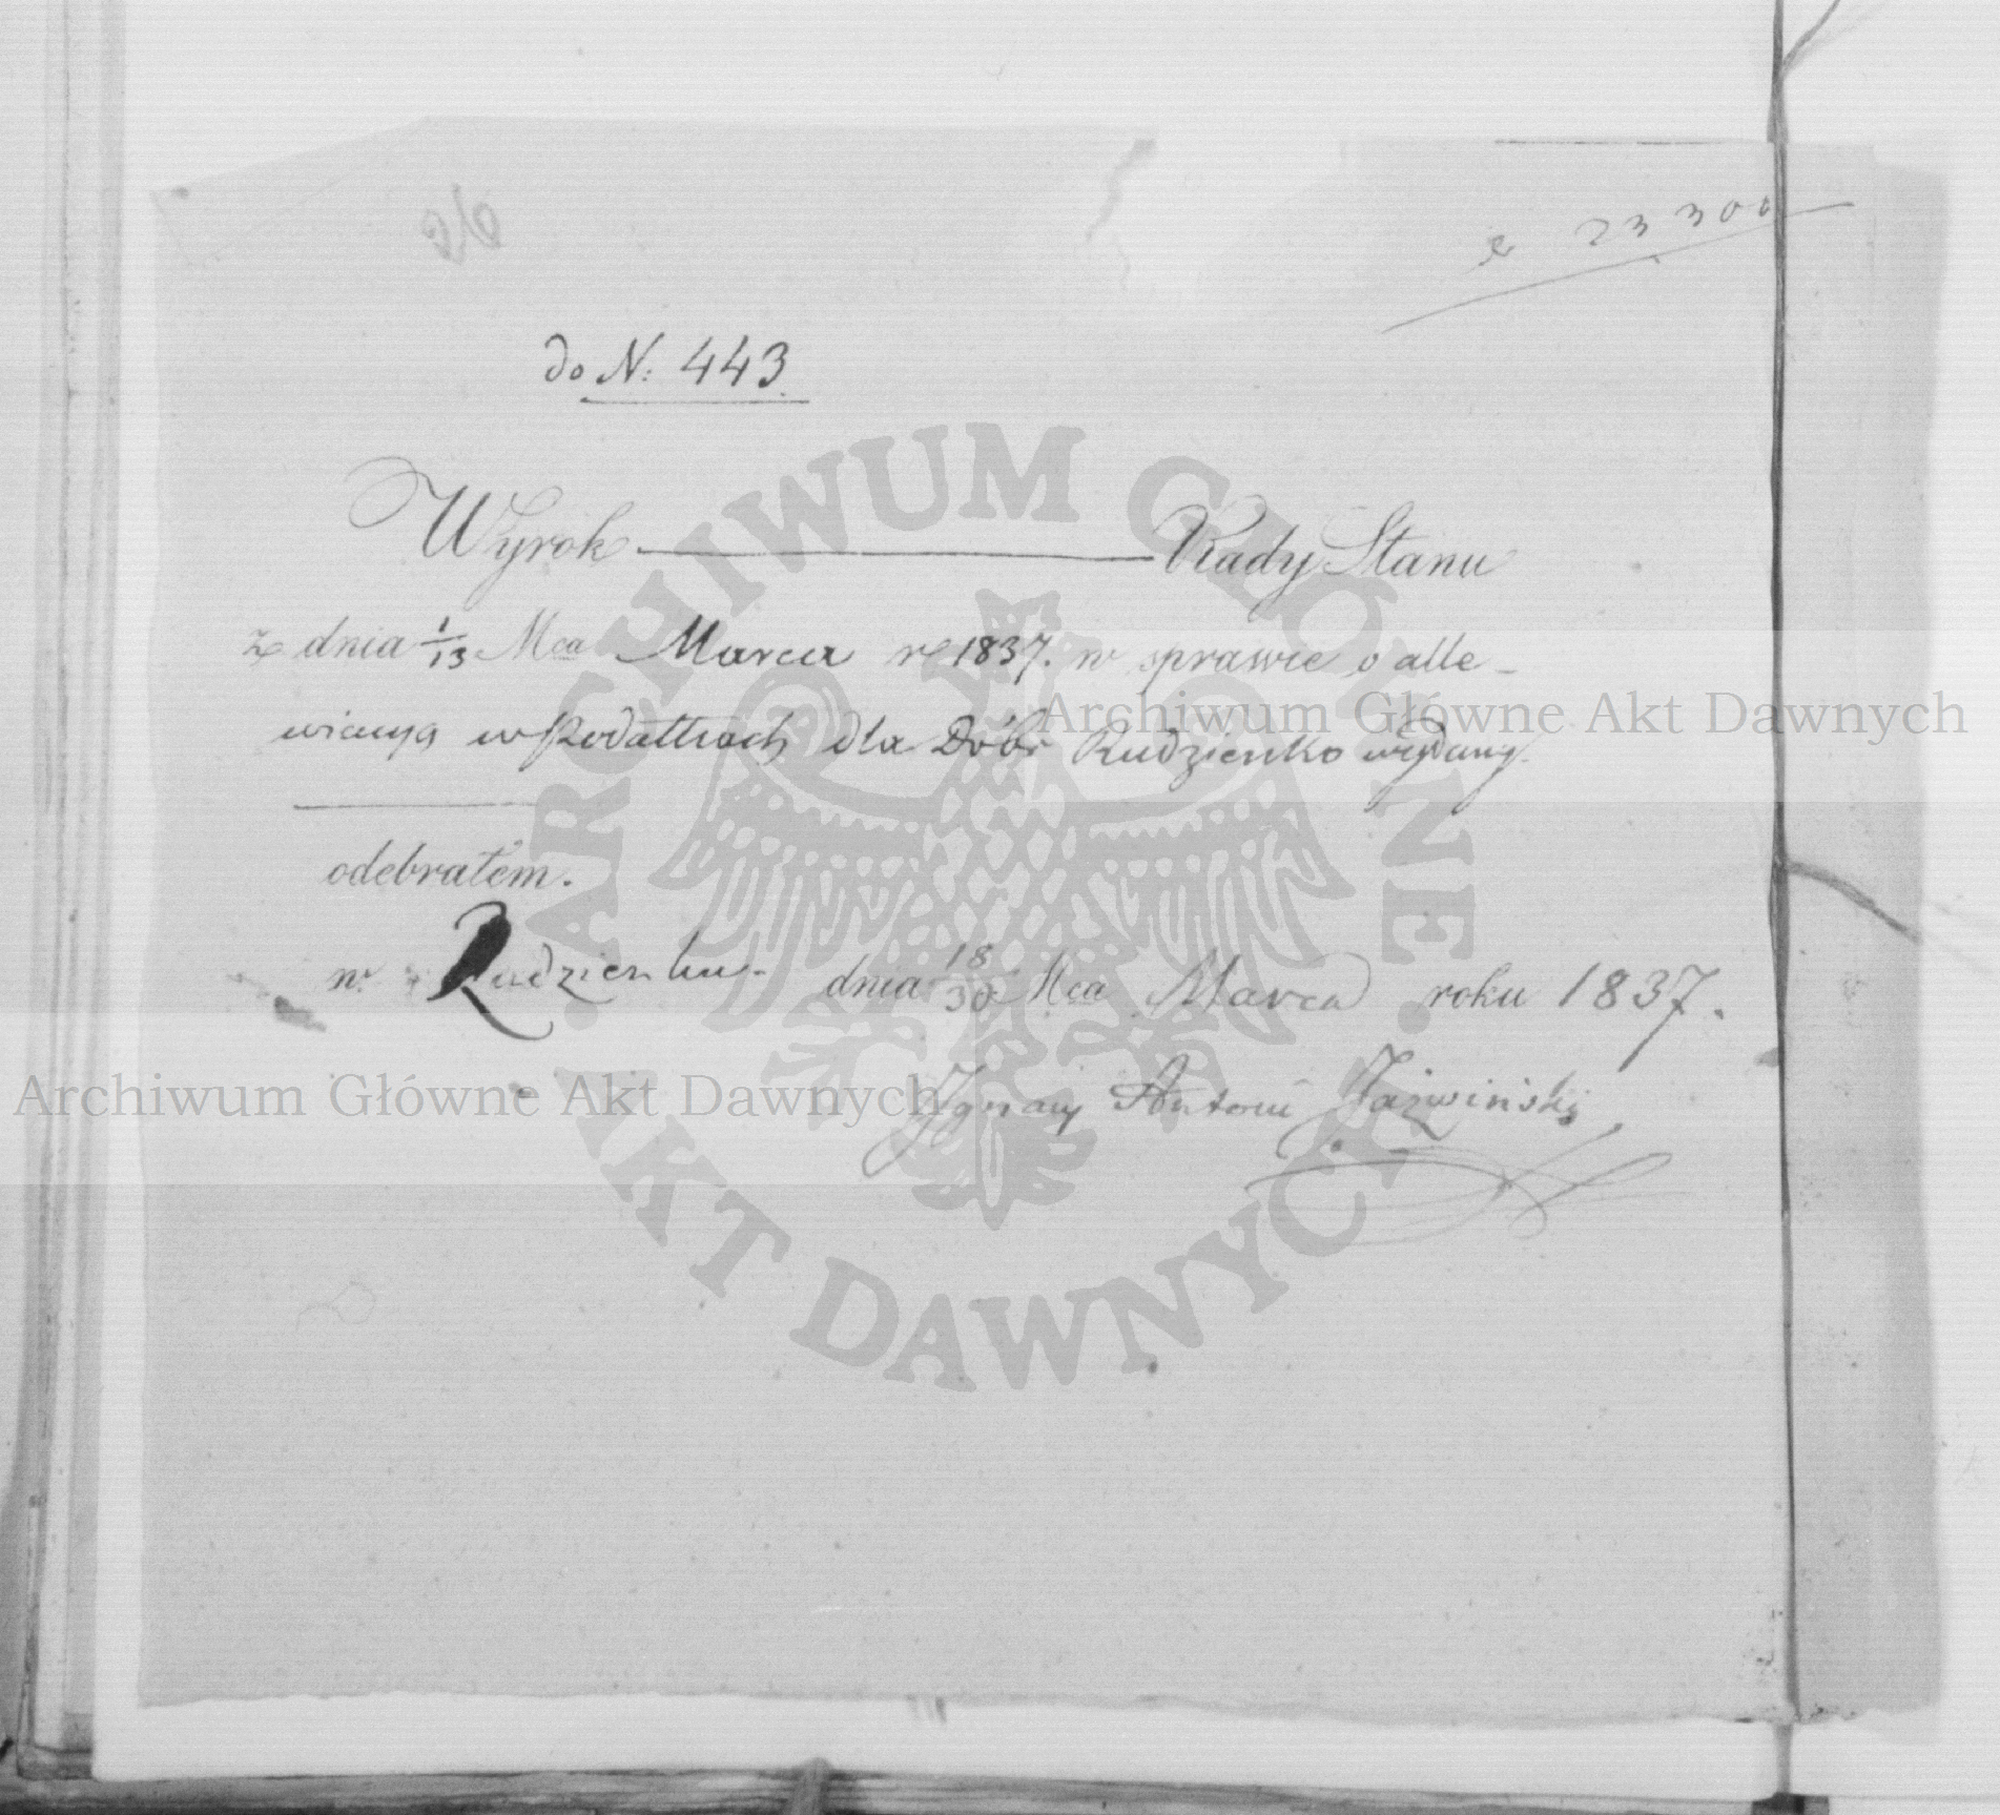 23 300
do N: 443.
Wyrok Rady Stanu
z dnia 1/13 Mca Marca r 1837. w sprawie o alle-
wiacyą w Podatkach dla Dóbr Rudzienko wydany
odebrałem.
w Rudzienku dnia 18/30 Mca Marca roku 1837.
Ignacy Antoni Jaźwiński
ARCHIWUM GŁÓWNE
AKT DAWNYCH
Archiwum Główne Akt Dawnych
Archiwum Główne Akt Dawnych